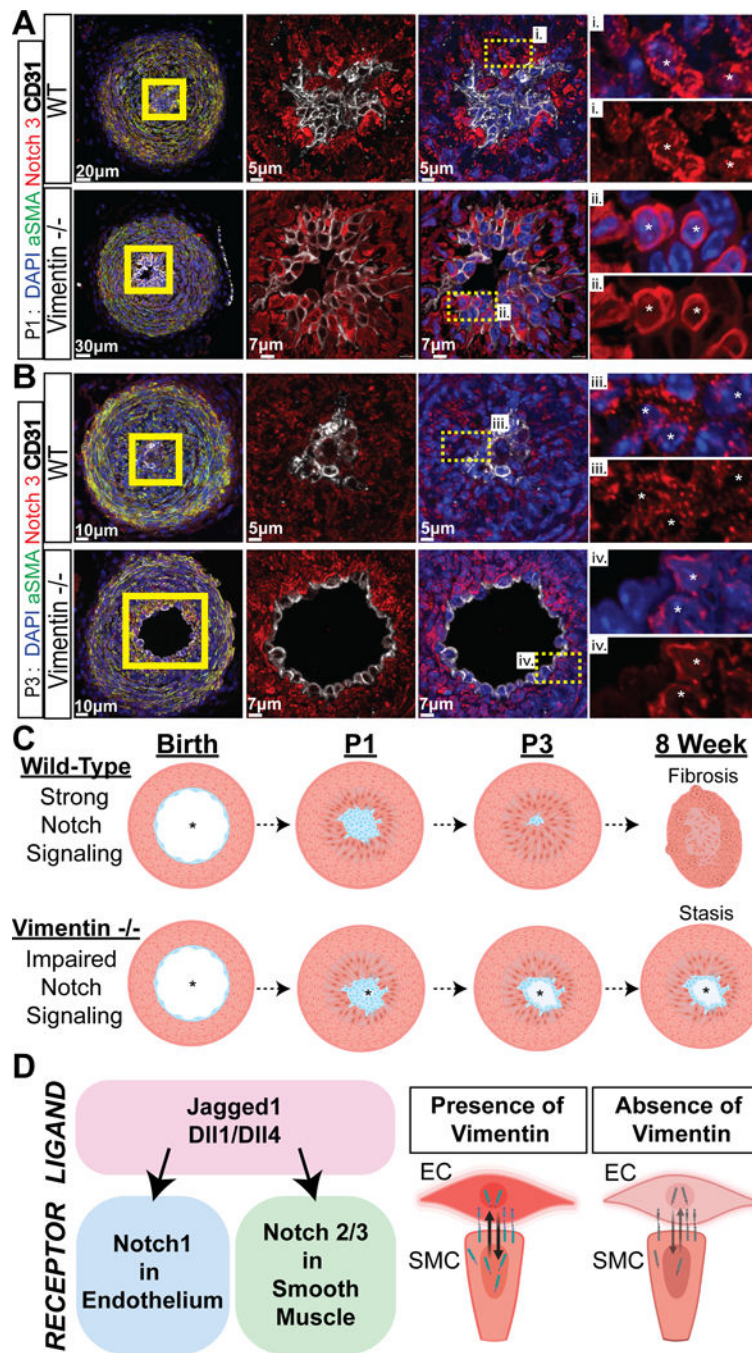 A
P1 : DAPI aSMA Notch 3 CD31
WT
20µm
5µm
i.
5µm
i.
*
*
i.
*
*
Vimentin -/-
30µm
7µm
ii.
7µm
ii.
*
*
ii.
*
*
B
P3 : DAPI aSMA Notch 3 CD31
WT
10µm
5µm
iii.
5µm
iii.
*
*
*
iii.
*
*
*
Vimentin -/-
10µm
7µm
iv.
7µm
iv.
*
*
iv.
*
*
C
Birth
P1
P3
8 Week
Wild-Type
Strong
Notch
Signaling
*
Fibrosis
Vimentin -/-
Impaired
Notch
Signaling
*
*
*
Stasis
*
D
LIGAND
Jagged1
Dll1/Dll4
RECEPTOR
Notch1
in
Endothelium
Notch 2/3
in
Smooth
Muscle
Presence of
Vimentin
EC
SMC
Absence of
Vimentin
EC
SMC